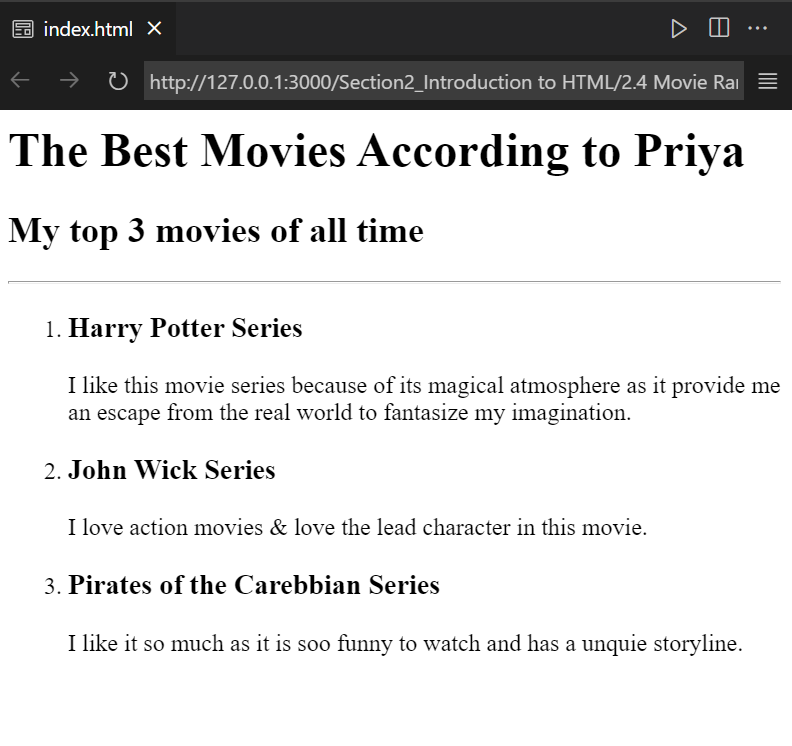 index.html
http://127.0.0.1:3000/Section2_Introduction to HTML/2.4 Movie Ra
The Best Movies According to Priya
My top 3 movies of all time
1. Harry Potter Series
I like this movie series because of its magical atmosphere as it provide me
an escape from the real world to fantasize my imagination.
2. John Wick Series
I love action movies & love the lead character in this movie.
3. Pirates of the Carebbian Series
I like it so much as it is soo funny to watch and has a unquie storyline.